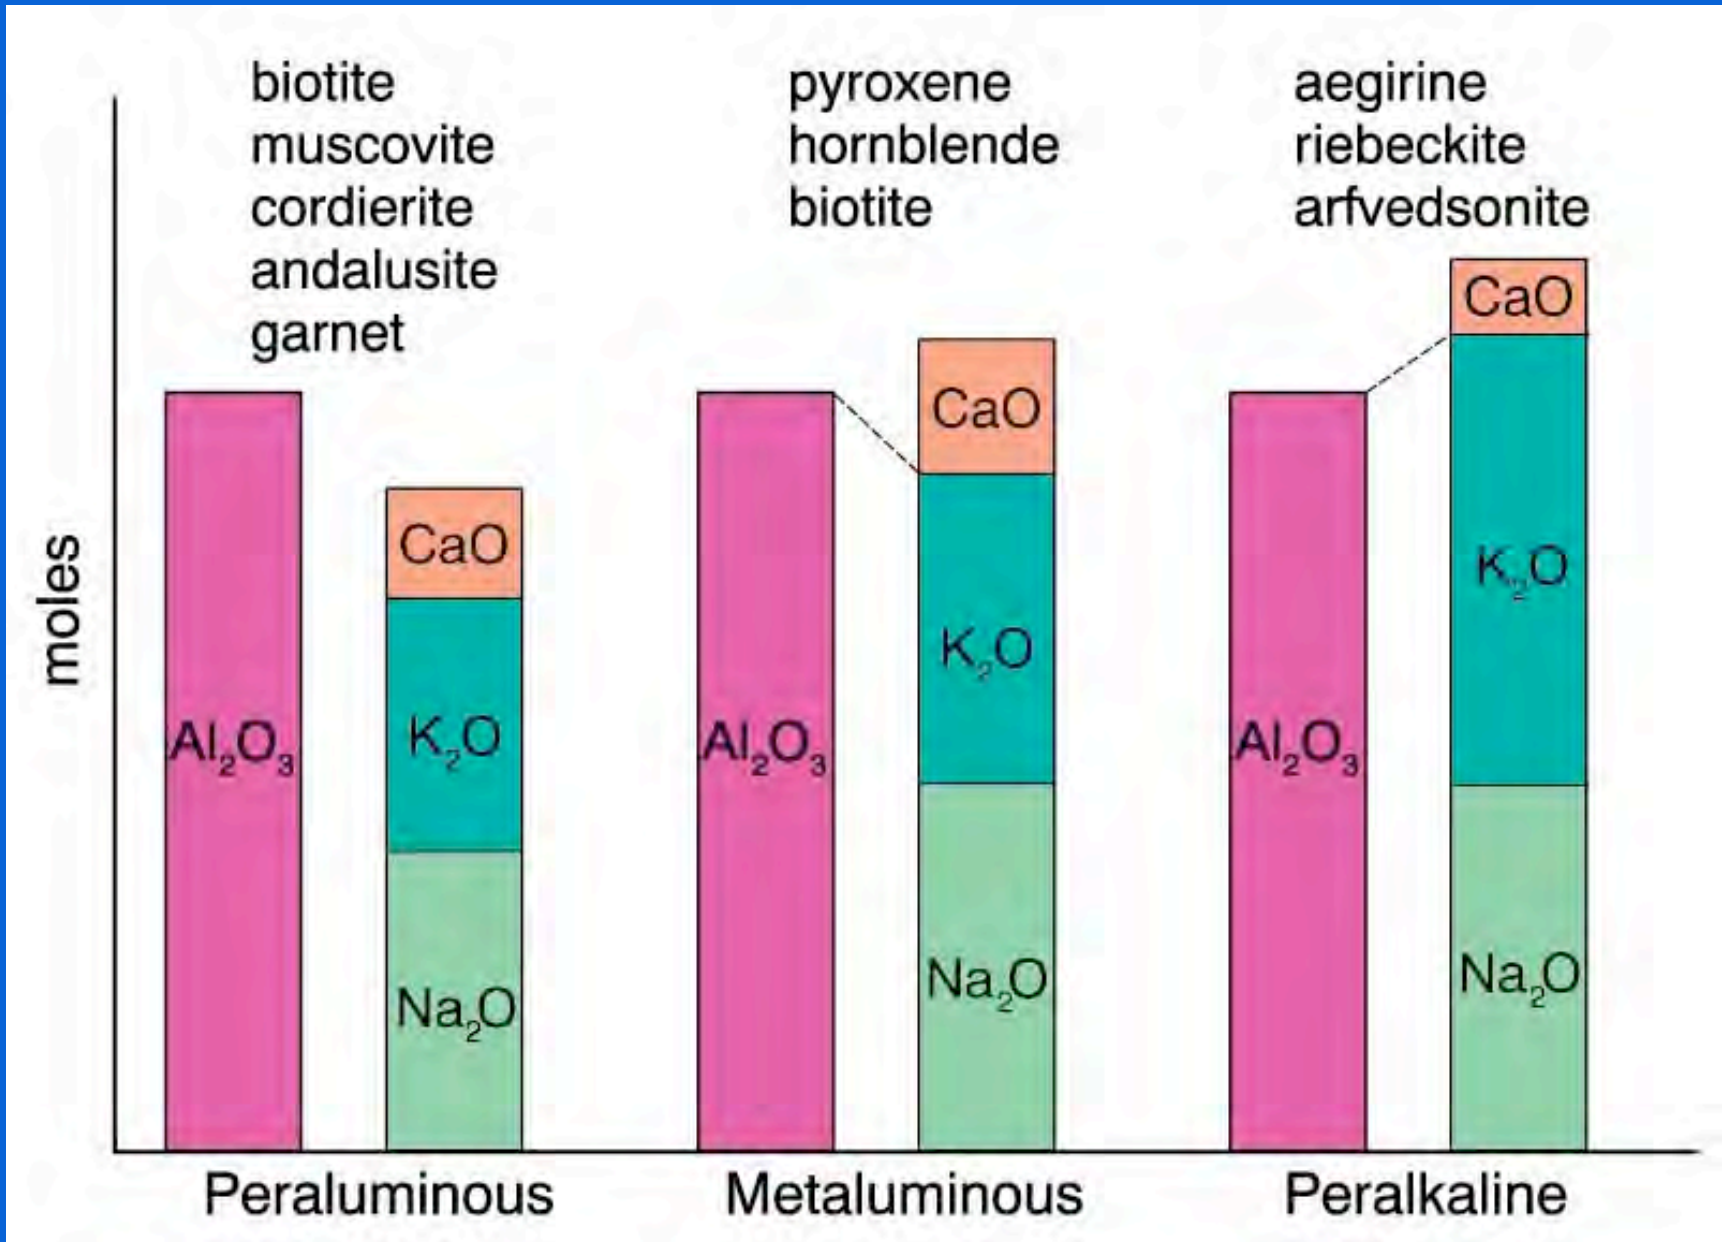 biotite
muscovite
cordierite
andalusite
garnet
pyroxene
hornblende
biotite
aegirine
riebeckite
arfvedsonite
moles
Al₂O₃
CaO
K₂O
Na₂O
Al₂O₃
CaO
K₂O
Na₂O
Al₂O₃
CaO
K₂O
Na₂O
Peraluminous
Metaluminous
Peralkaline